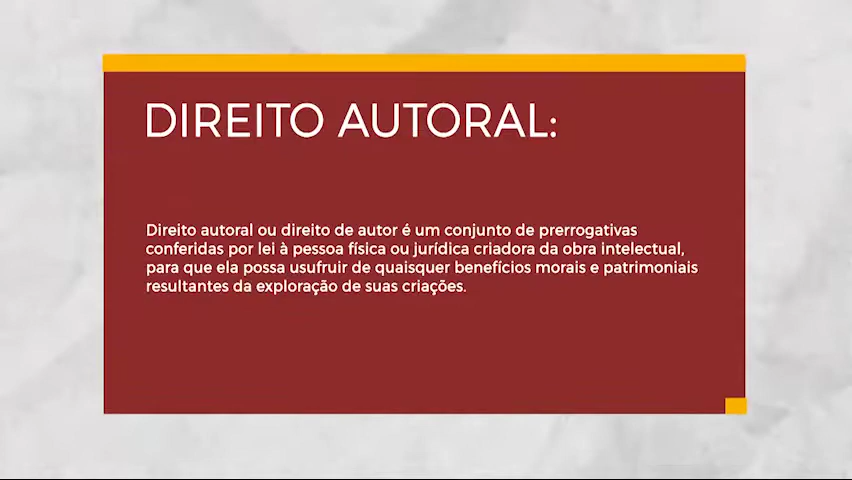 DIREITO AUTORAL:
Direito autoral ou direito de autor é um conjunto de prerrogativas
conferidas por lei à pessoa física ou jurídica criadora da obra intelectual,
para que ela possa usufruir de quaisquer benefícios morais e patrimoniais
resultantes da exploração de suas criações.